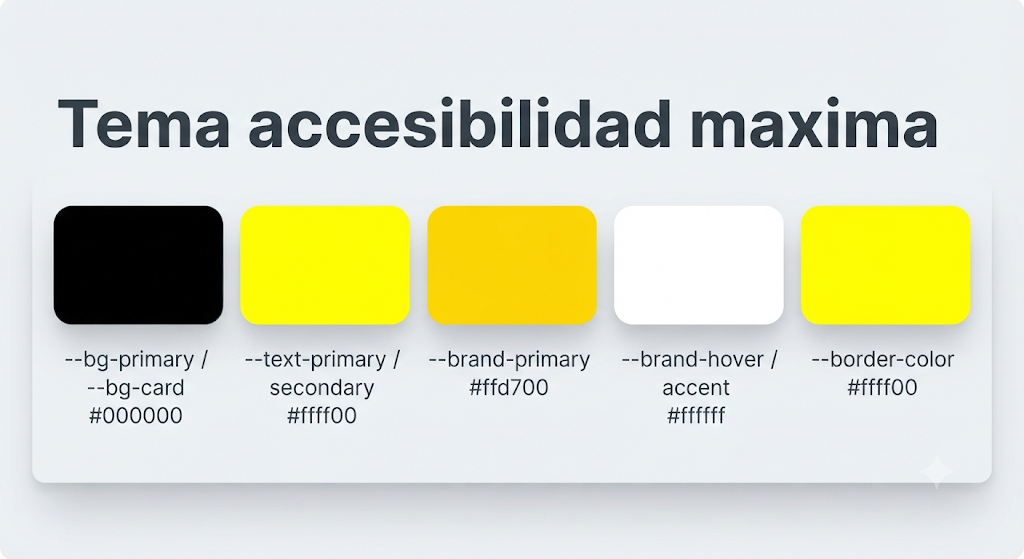 Tema accesibilidad maxima
--bg-primary /
--bg-card
#000000
--text-primary /
secondary
#ffff00
--brand-primary
#ffd700
--brand-hover /
accent
#ffffff
--border-color
#ffff00